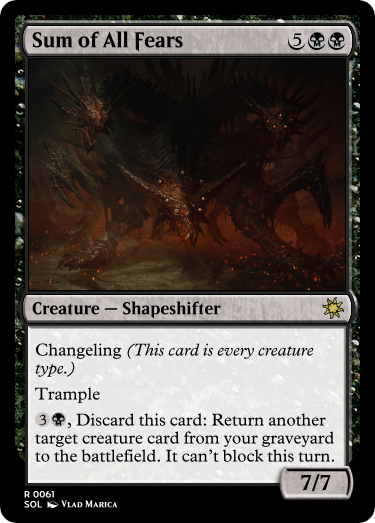 Sum of All Fears 5
Creature — Shapeshifter
Changeling (This card is every creature
type.)
Trample
3, Discard this card: Return another
target creature card from your graveyard
to the battlefield. It can't block this turn.
7/7
R 0061
SOL Vlad Marica